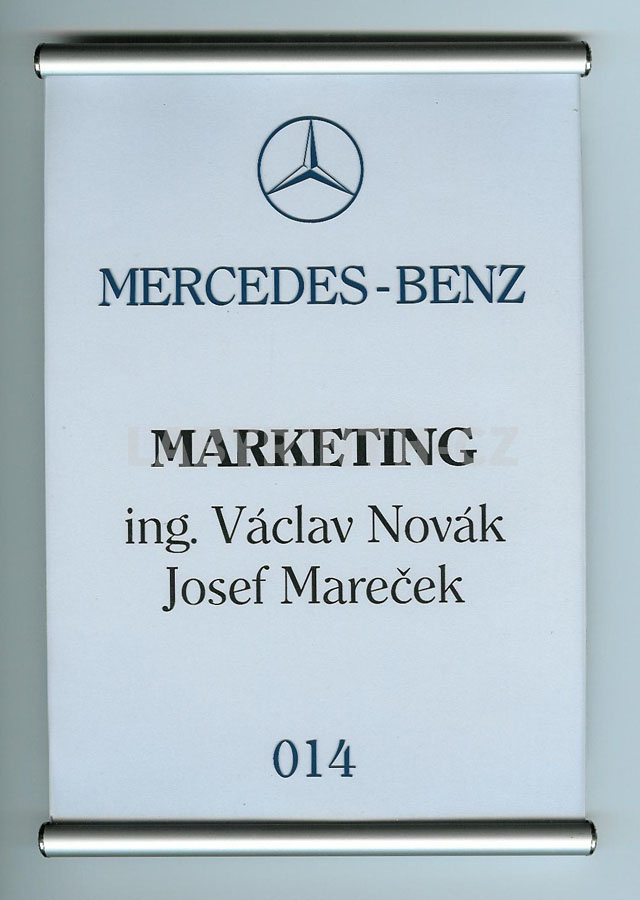 MERCEDES-BENZ
MARKETING
ing. Václav Novák
Josef Mareček
014